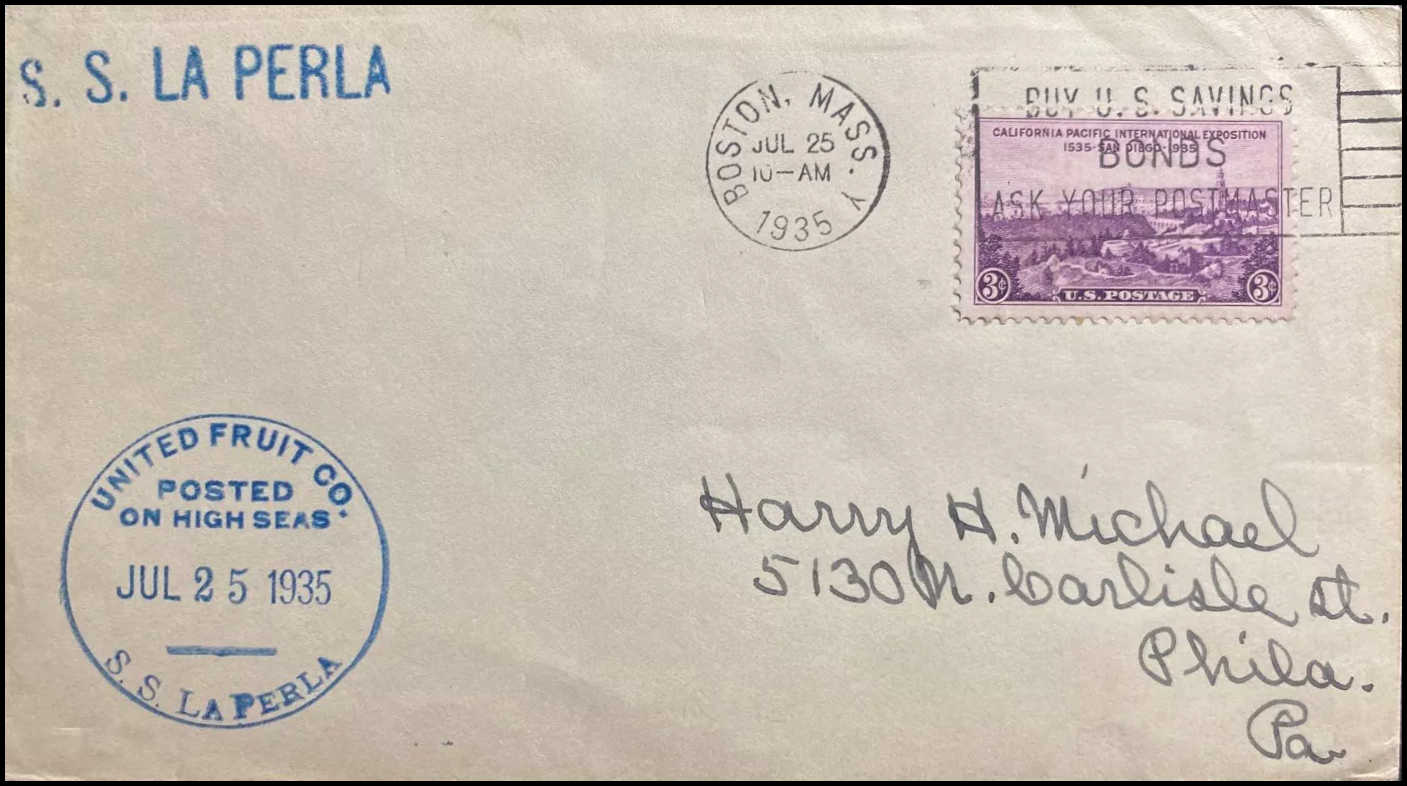 S. S. LA PERLA
BOSTON, MASS. Y
JUL 25
10-AM
1935
BUY U. S. SAVINGS
BONDS
ASK YOUR POSTMASTER
CALIFORNIA PACIFIC INTERNATIONAL EXPOSITION
1535-SAN DIEGO-1935
3¢ U.S. POSTAGE 3¢
UNITED FRUIT CO.
POSTED
ON HIGH SEAS
JUL 25 1935
S. S. LA PERLA
Harry H. Michael
5130 N. Carlisle St.
Phila.
Pa